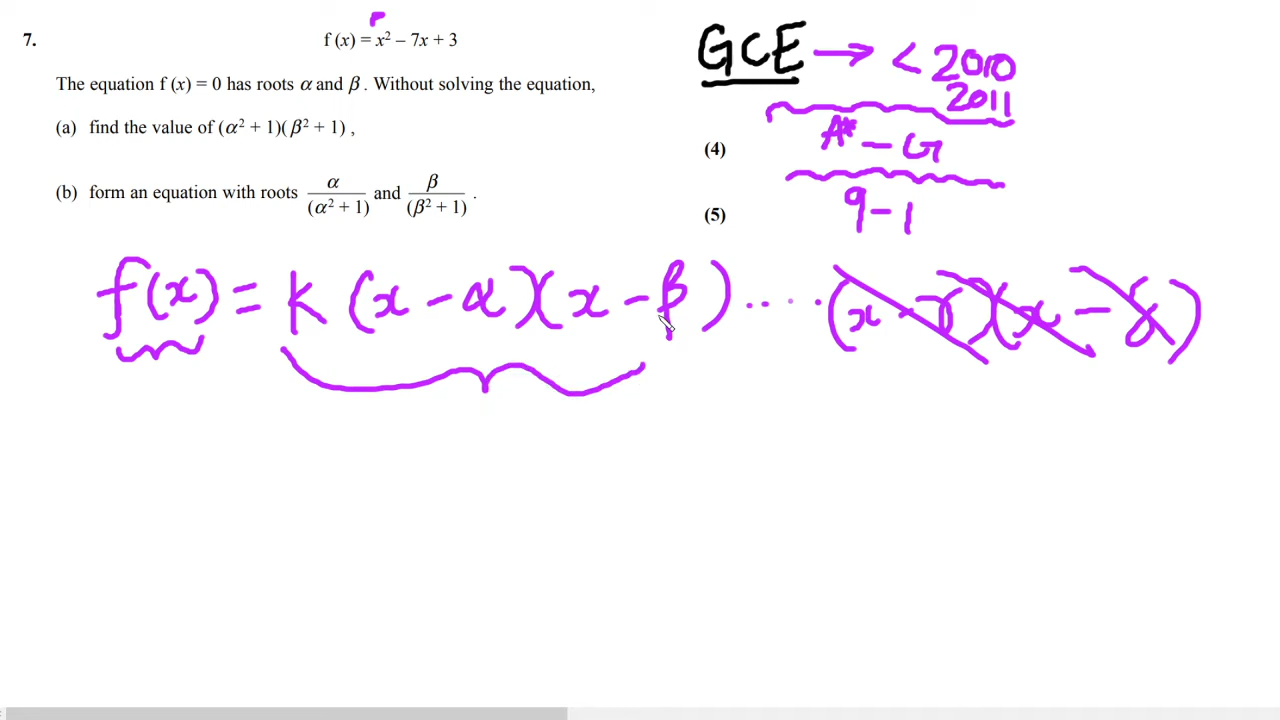 7.
f (x) = x² – 7x + 3
GCE → < 2010
2011
The equation f (x) = 0 has roots α and β . Without solving the equation,
(a) find the value of (α² + 1)(β² + 1) ,
(4)
A* – G
(b) form an equation with roots α/(α² + 1) and β/(β² + 1) .
(5)
9 – 1
f(x) = k (x – α)(x – β) ... . (x – γ)(x – δ)